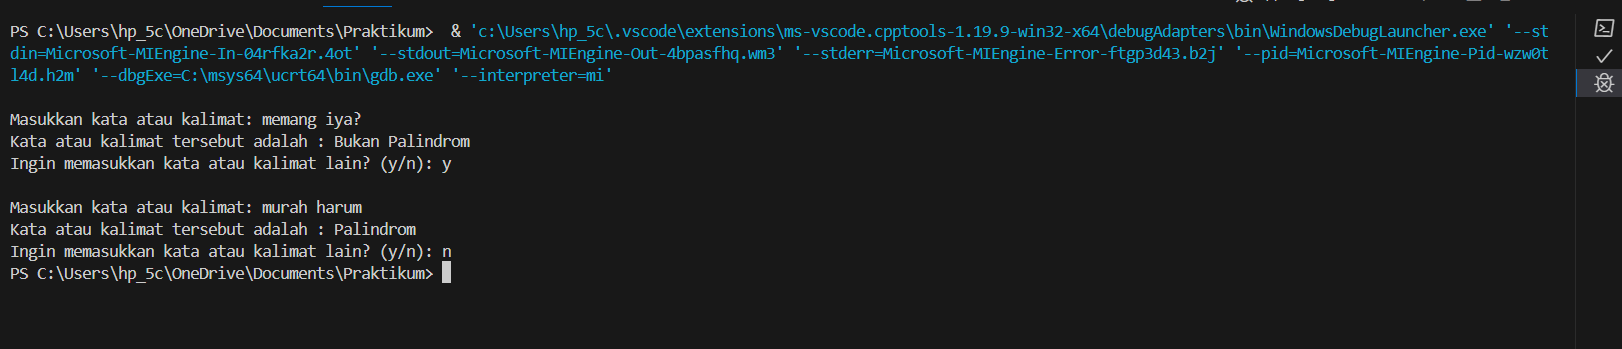 PS C:\Users\hp_5c\OneDrive\Documents\Praktikum>  & 'c:\Users\hp_5c\.vscode\extensions\ms-vscode.cpptools-1.19.9-win32-x64\debugAdapters\bin\WindowsDebugLauncher.exe' '--st
din=Microsoft-MIEngine-In-04rfka2r.4ot' '--stdout=Microsoft-MIEngine-Out-4bpasfhq.wm3' '--stderr=Microsoft-MIEngine-Error-ftgp3d43.b2j' '--pid=Microsoft-MIEngine-Pid-wzw0t
l4d.h2m' '--dbgExe=C:\msys64\ucrt64\bin\gdb.exe' '--interpreter=mi'
Masukkan kata atau kalimat: memang iya?
Kata atau kalimat tersebut adalah : Bukan Palindrom
Ingin memasukkan kata atau kalimat lain? (y/n): y
Masukkan kata atau kalimat: murah harum
Kata atau kalimat tersebut adalah : Palindrom
Ingin memasukkan kata atau kalimat lain? (y/n): n
PS C:\Users\hp_5c\OneDrive\Documents\Praktikum>